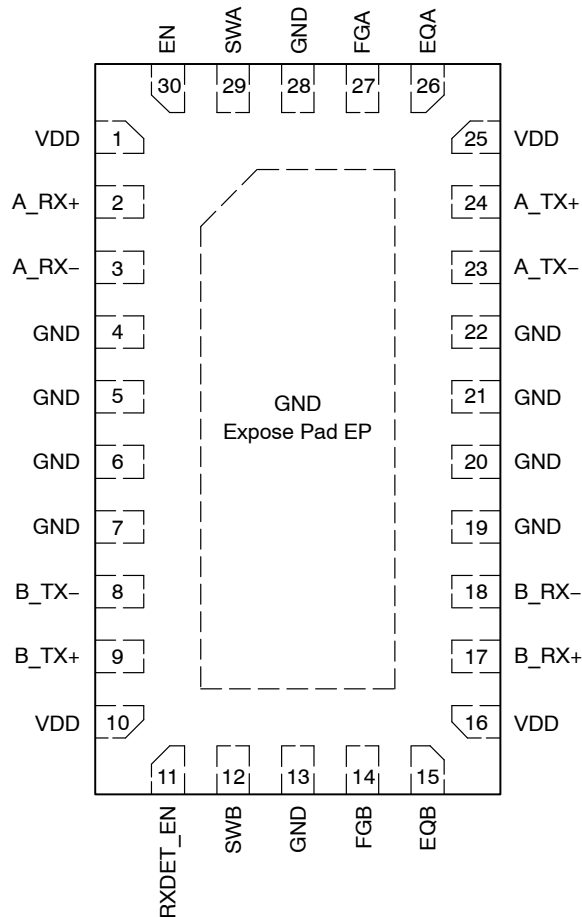 EN SWA GND FGA EQA
30 29 28 27 26
VDD 1 25 VDD
A_RX+ 2 24 A_TX+
A_RX− 3 23 A_TX−
GND 4 22 GND
GND 5 21 GND
GND
Expose Pad EP
GND 6 20 GND
GND 7 19 GND
B_TX− 8 18 B_RX−
B_TX+ 9 17 B_RX+
VDD 10 16 VDD
11 12 13 14 15
RXDET_EN SWB GND FGB EQB